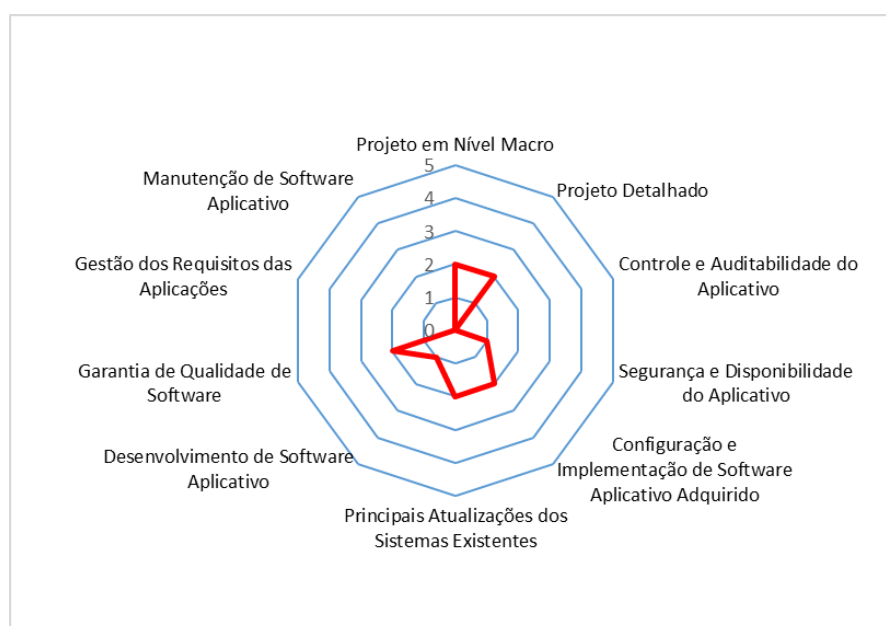 Projeto em Nível Macro
5
4
3
2
1
0
Projeto Detalhado
Controle e Auditabilidade do
Aplicativo
Segurança e Disponibilidade
do Aplicativo
Configuração e
Implementação de Software
Aplicativo Adquirido
Principais Atualizações dos
Sistemas Existentes
Desenvolvimento de Software
Aplicativo
Garantia de Qualidade de
Software
Gestão dos Requisitos das
Aplicações
Manutenção de Software
Aplicativo